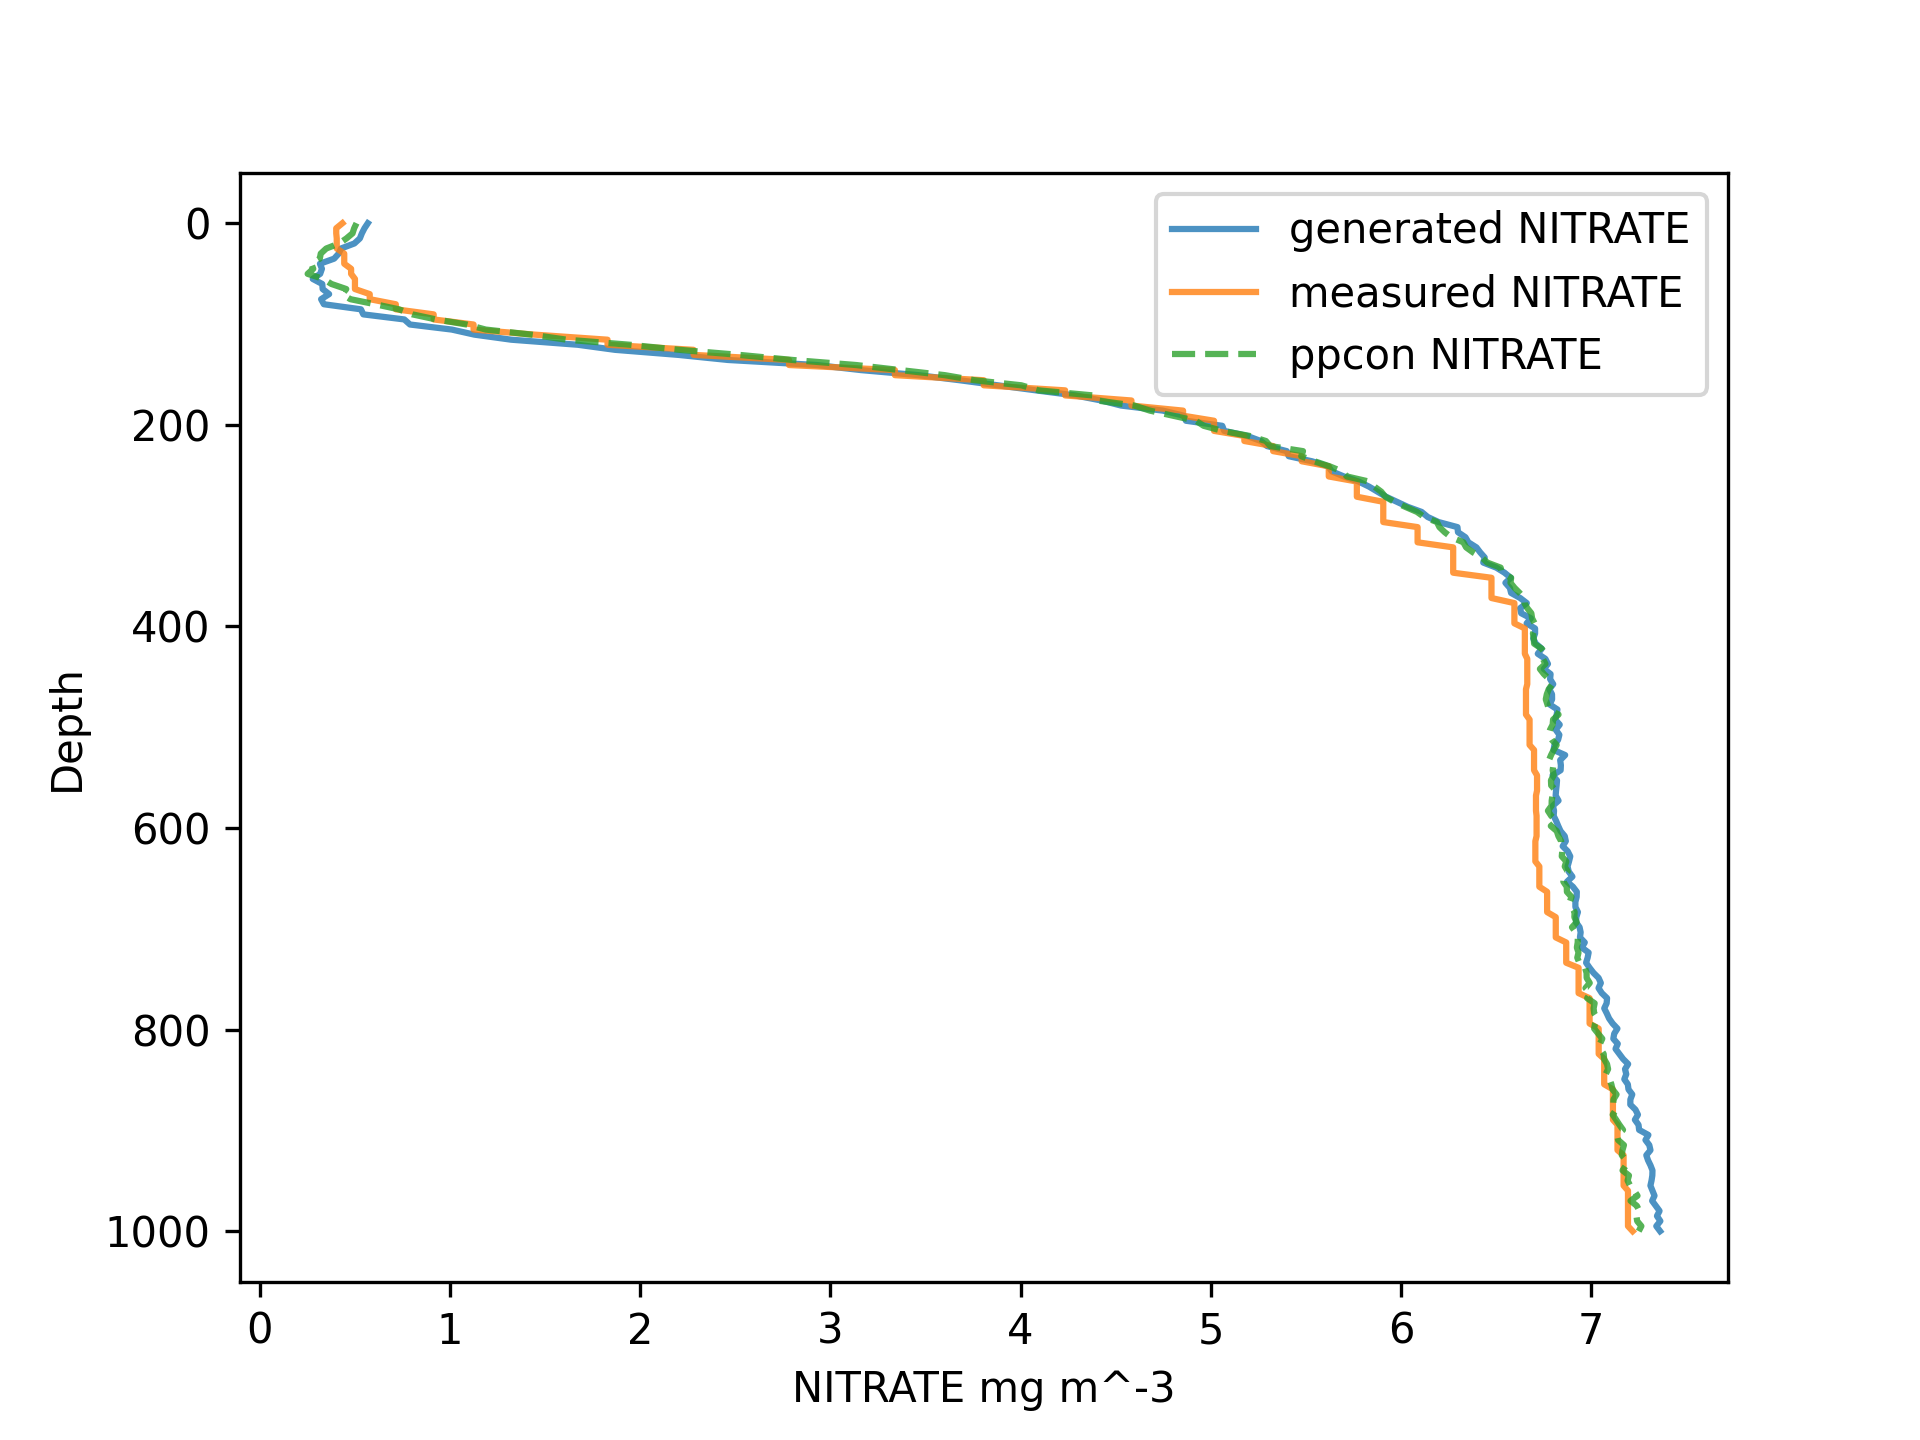 generated NITRATE
measured NITRATE
ppcon NITRATE
0
200
400
600
800
1000
Depth
0 1 2 3 4 5 6 7
NITRATE mg m^-3